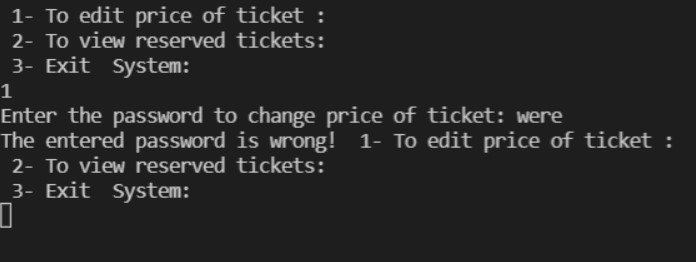 1- To edit price of ticket :
2- To view reserved tickets:
3- Exit  System:
1
Enter the password to change price of ticket: were
The entered password is wrong!  1- To edit price of ticket :
2- To view reserved tickets:
3- Exit  System: